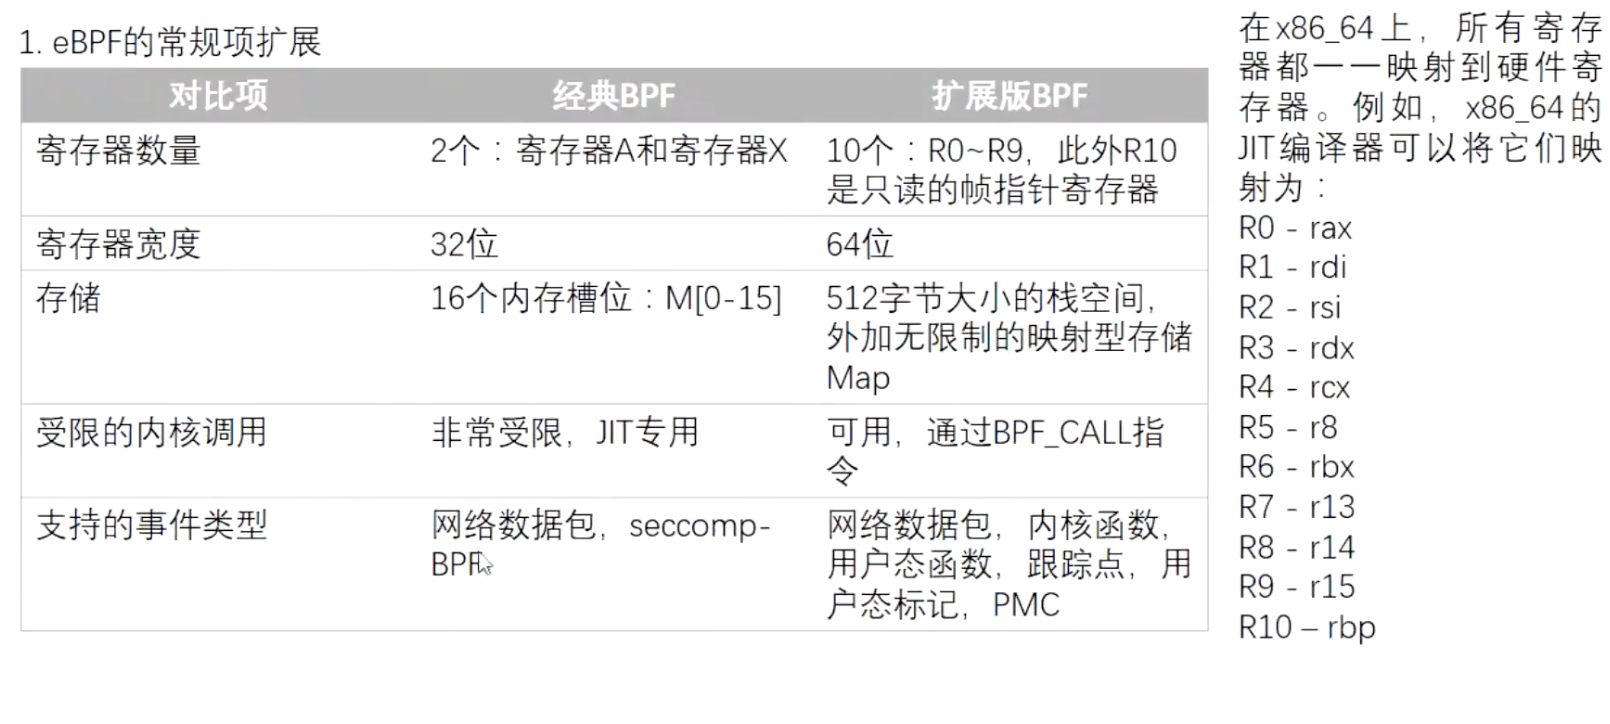 1. eBPF的常规项扩展
对比项 经典BPF 扩展版BPF
寄存器数量 2个：寄存器A和寄存器X 10个：R0~R9，此外R10
是只读的帧指针寄存器
寄存器宽度 32位 64位
存储 16个内存槽位：M[0-15] 512字节大小的栈空间，
外加无限制的映射型存储
Map
受限的内核调用 非常受限，JIT专用 可用，通过BPF_CALL指
令
支持的事件类型 网络数据包，seccomp- 网络数据包，内核函数，
BPF 用户态函数，跟踪点，用
户态标记，PMC
在x86_64上，所有寄存
器都一一映射到硬件寄
存器。例如，x86_64的
JIT编译器可以将它们映
射为：
R0 - rax
R1 - rdi
R2 - rsi
R3 - rdx
R4 - rcx
R5 - r8
R6 - rbx
R7 - r13
R8 - r14
R9 - r15
R10 – rbp